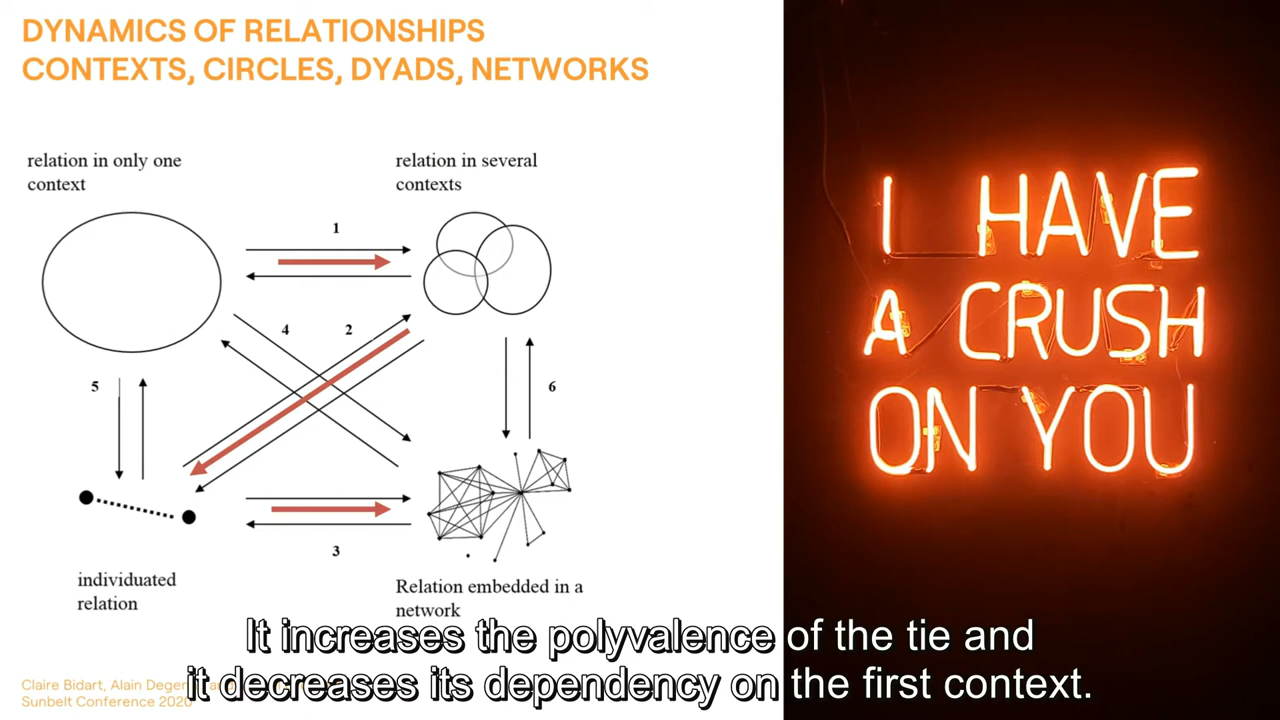 DYNAMICS OF RELATIONSHIPS
CONTEXTS, CIRCLES, DYADS, NETWORKS
relation in only one
context
relation in several
contexts
1
4
2
5
6
3
individuated
relation
Relation embedded in a
network
I HAVE
A CRUSH
ON YOU
It increases the polyvalence of the tie and
it decreases its dependency on the first context.
Claire Bidart, Alain Degen
Sunbelt Conference 2020